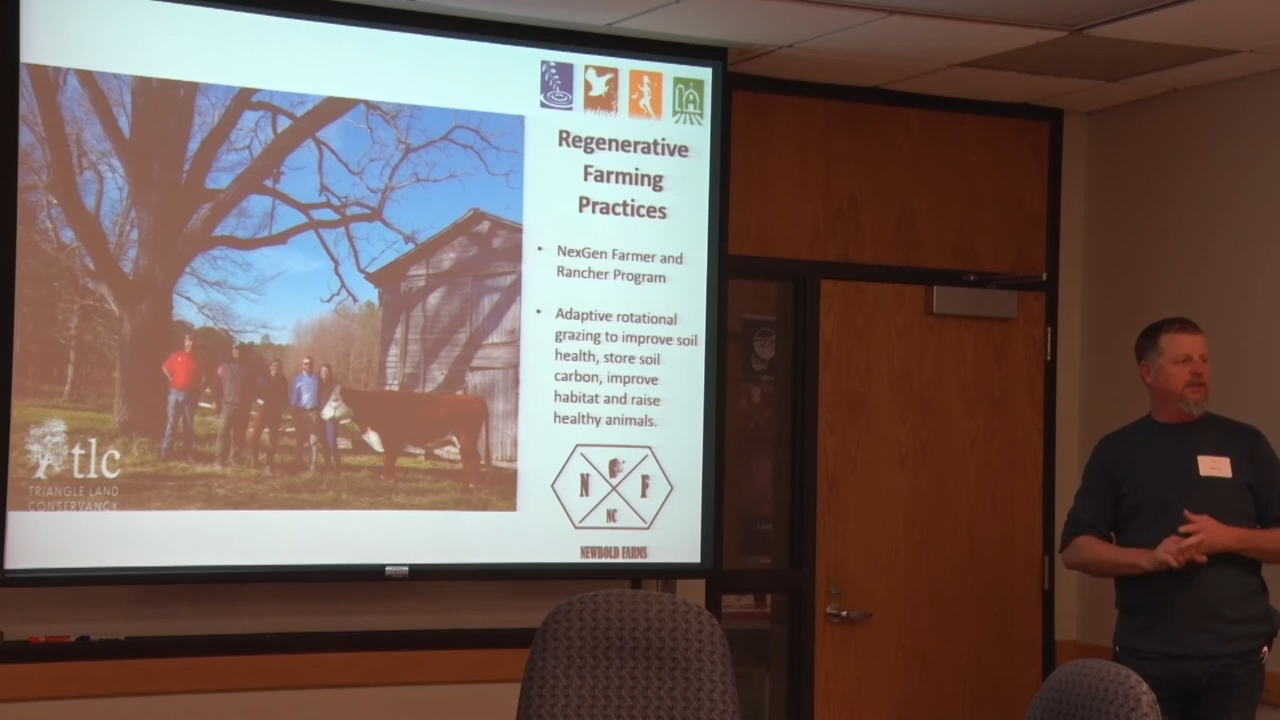 Regenerative
Farming
Practices
• NexGen Farmer and
Rancher Program
• Adaptive rotational
grazing to improve soil
health, store soil
carbon, improve
habitat and raise
healthy animals.
tlc
TRIANGLE LAND
CONSERVANCY
N F
NC
NEWBOLD FARMS